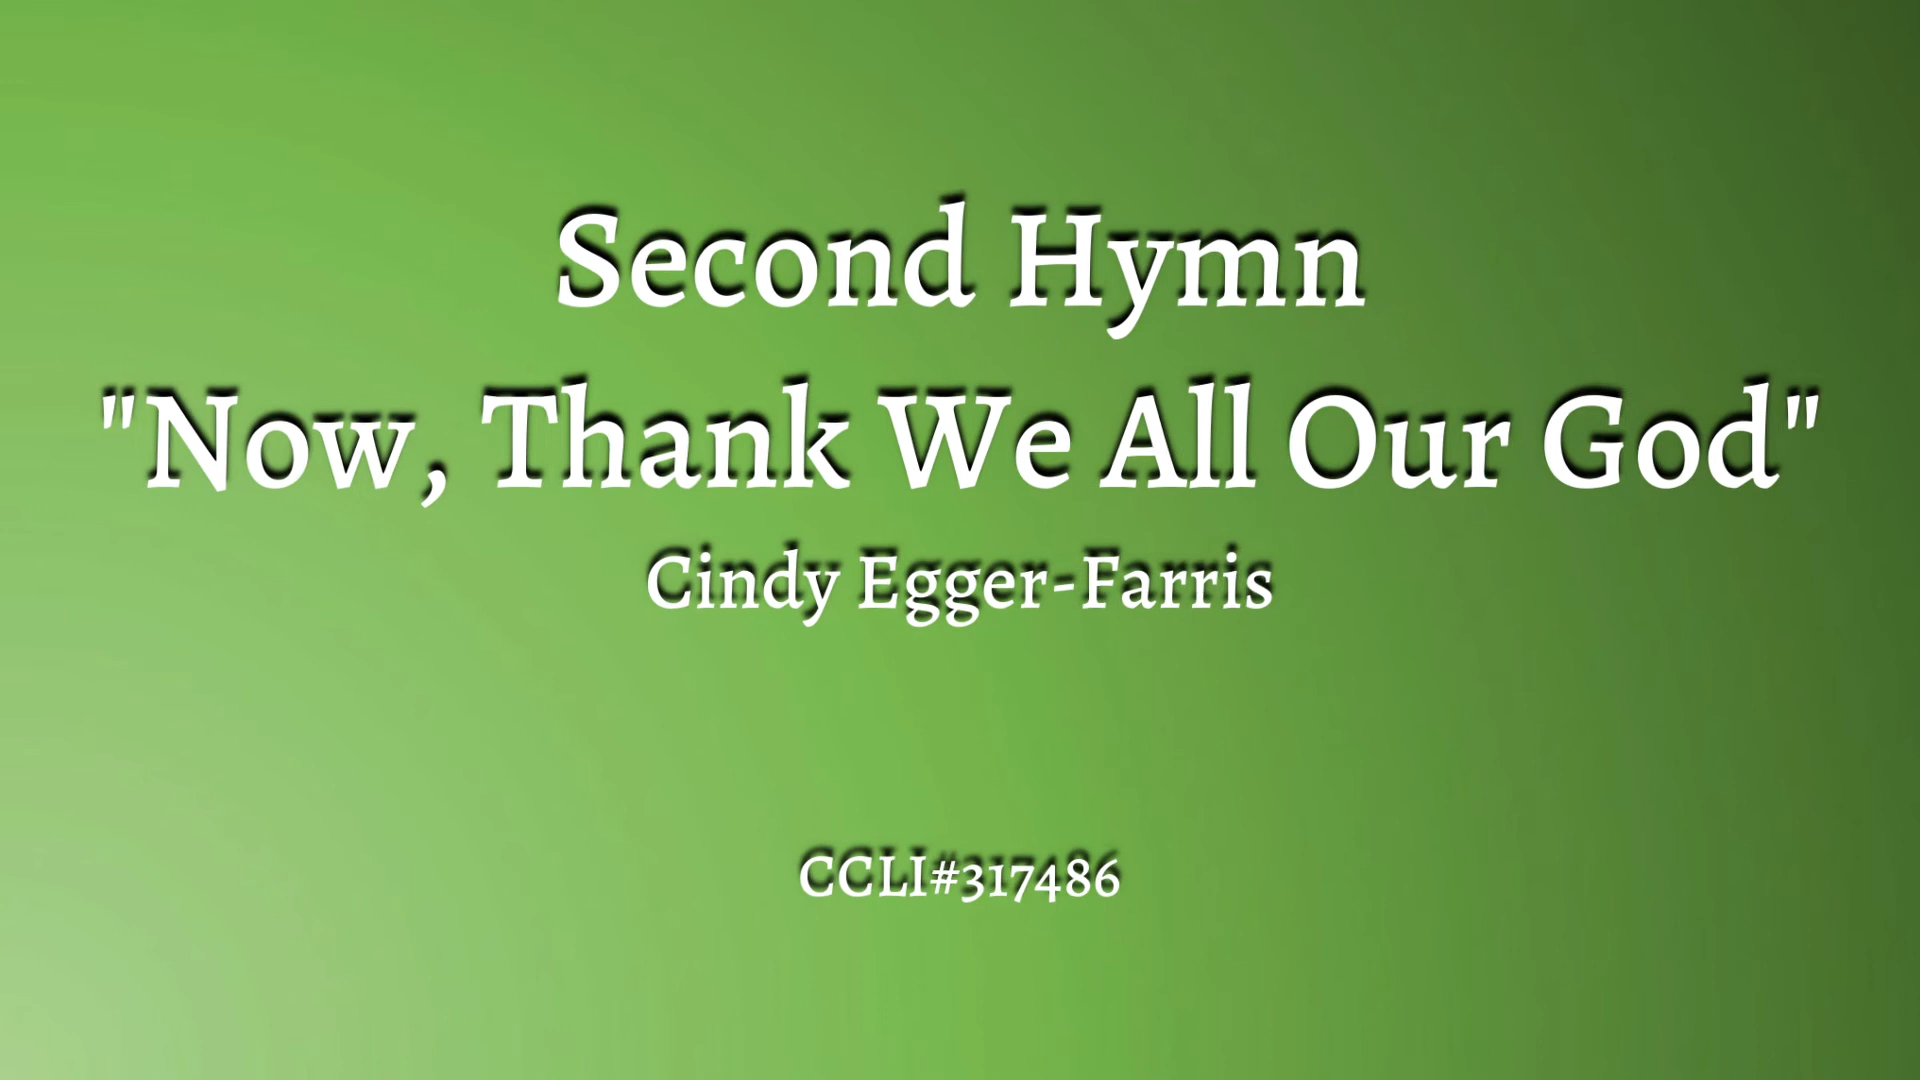 Second Hymn
"Now, Thank We All Our God"
Cindy Egger-Farris
CCLI#317486